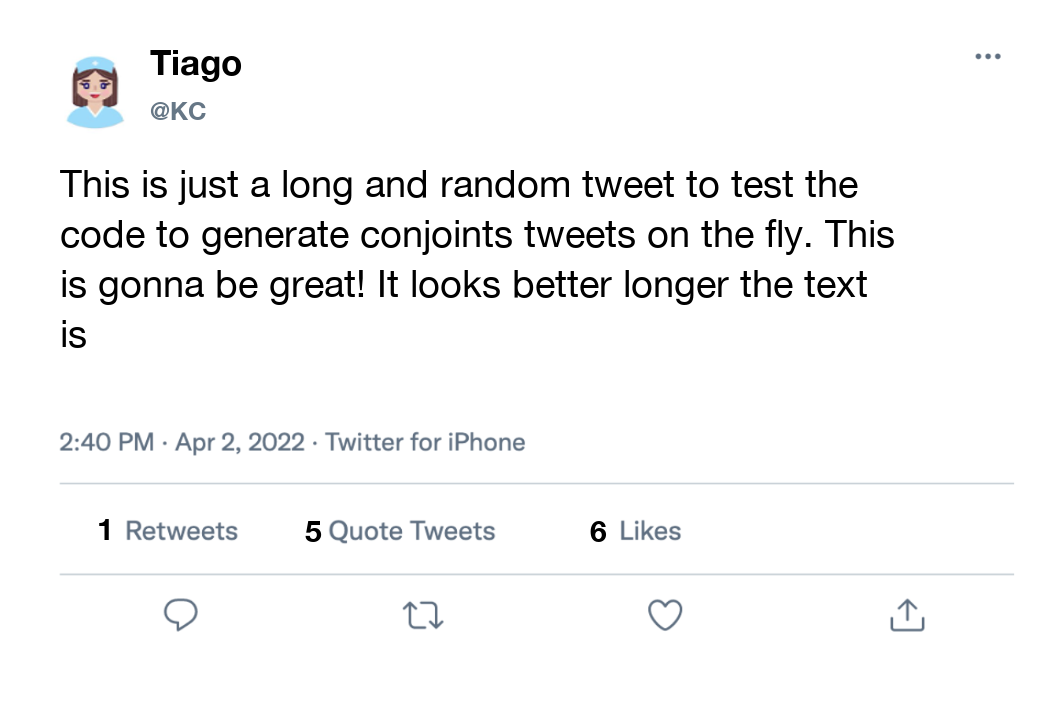 Tiago
@KC
This is just a long and random tweet to test the
code to generate conjoints tweets on the fly. This
is gonna be great! It looks better longer the text
is
2:40 PM · Apr 2, 2022 · Twitter for iPhone
1 Retweets 5 Quote Tweets 6 Likes